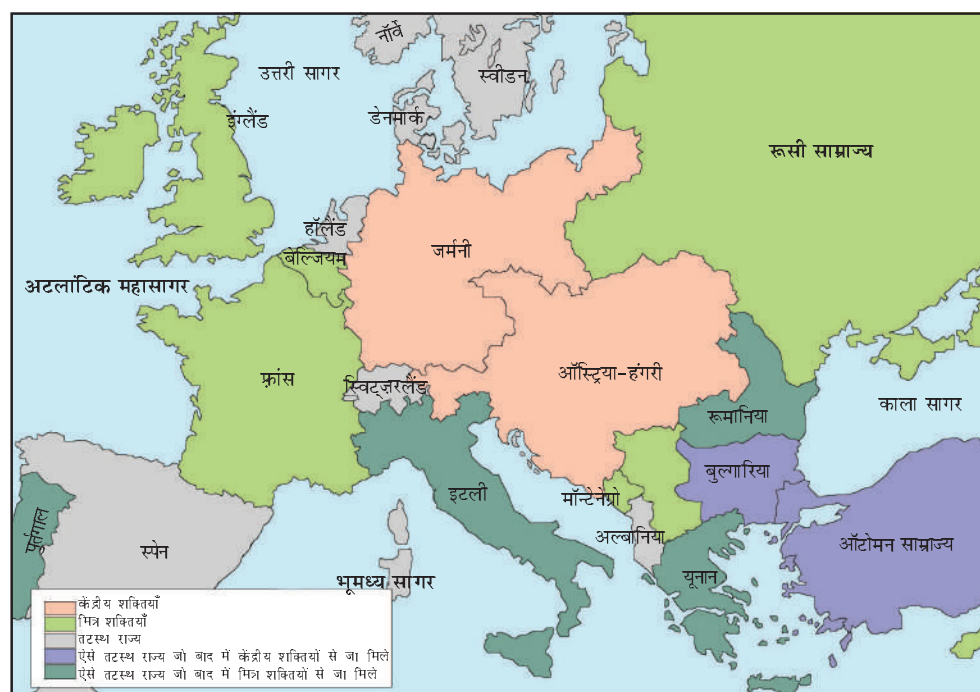 नॉर्वे
स्वीडन
उत्तरी सागर
डेनमार्क
इंग्लैंड
रूसी साम्राज्य
हॉलैंड
जर्मनी
बेल्जियम
अटलांटिक महासागर
फ़्रांस
स्विट्ज़रलैंड
ऑस्ट्रिया-हंगरी
काला सागर
रूमानिया
बुल्गारिया
इटली
मॉन्टेनेग्रो
पुर्तगाल
स्पेन
अल्बानिया
ऑटोमन साम्राज्य
भूमध्य सागर
यूनान
केंद्रीय शक्तियाँ
मित्र शक्तियाँ
तटस्थ राज्य
ऐसे तटस्थ राज्य जो बाद में केंद्रीय शक्तियों से जा मिले
ऐसे तटस्थ राज्य जो बाद में मित्र शक्तियों से जा मिले